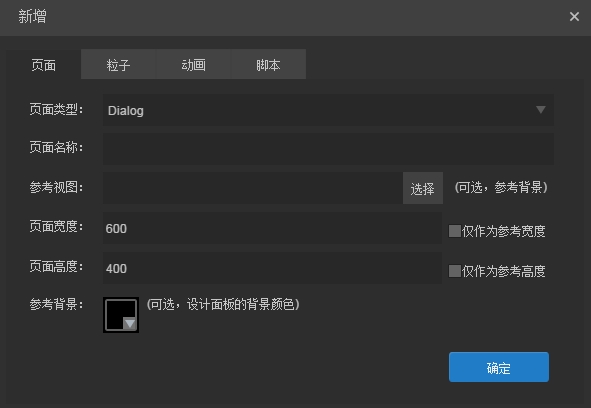 新增
页面 粒子 动画 脚本
页面类型： Dialog
页面名称：
参考视图： 选择 (可选，参考背景)
页面宽度： 600 仅作为参考宽度
页面高度： 400 仅作为参考高度
参考背景： (可选，设计面板的背景颜色)
确定